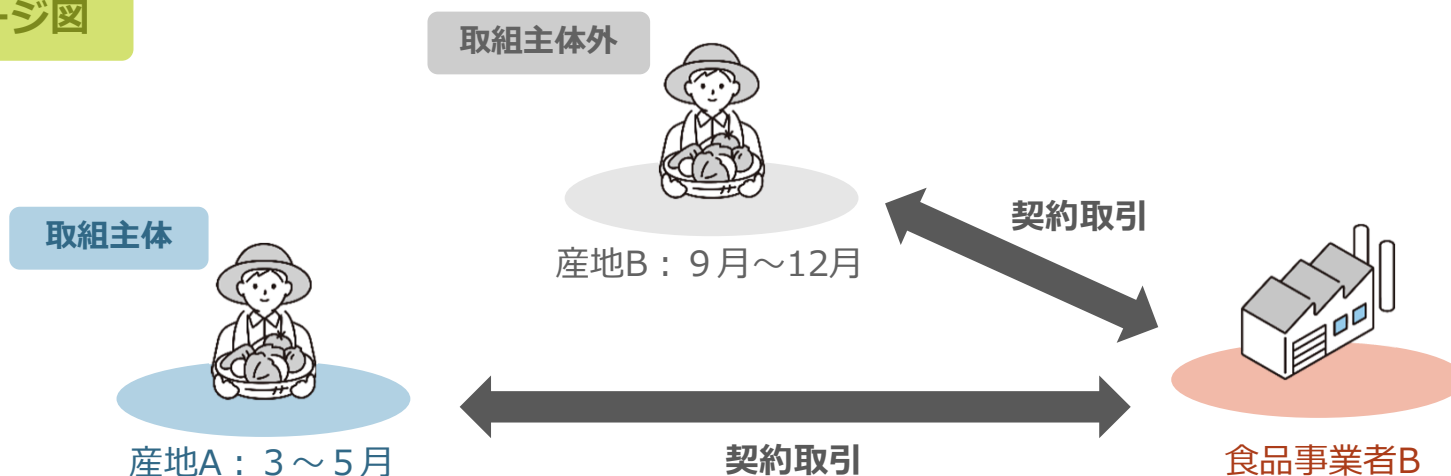 ージ図
取組主体外
契約取引
取組主体
産地B：９月～12月
産地A：３～５月
契約取引
食品事業者B